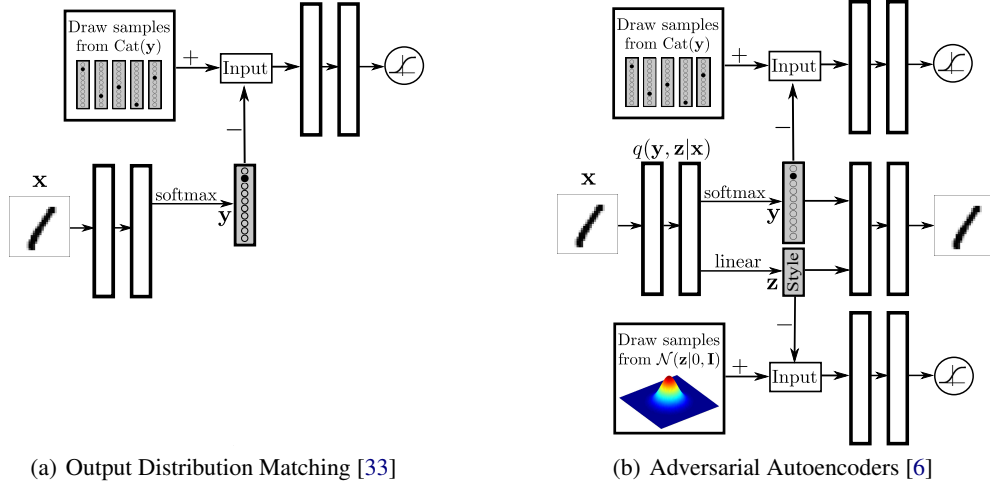 Draw samples
from Cat(y)
+
Input
−
x
softmax
y
(a) Output Distribution Matching [33]
Draw samples
from Cat(y)
+
Input
−
q(y, z|x)
x
softmax
y
linear
z
Style
−
Draw samples
from 𝒩(z|0, I)
+
Input
(b) Adversarial Autoencoders [6]